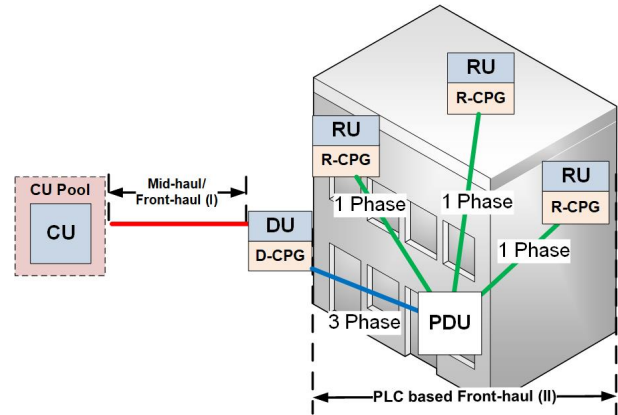 RU
R-CPG
RU
R-CPG
RU
R-CPG
Mid-haul/
Front-haul (I)
CU Pool
CU
DU
D-CPG
1 Phase
1 Phase
1 Phase
3 Phase
PDU
PLC based Front-haul (II)